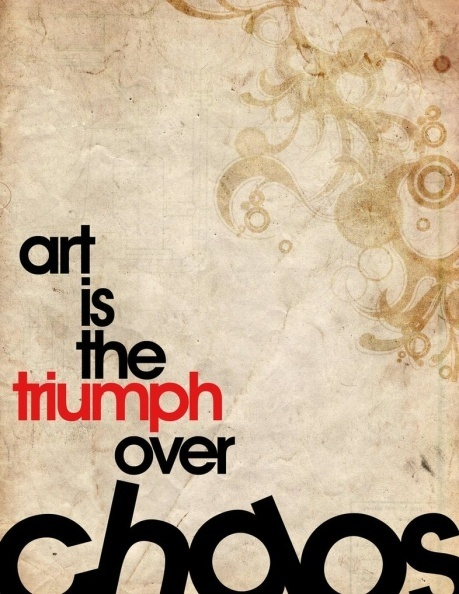 art
is
the
triumph
over
chaos